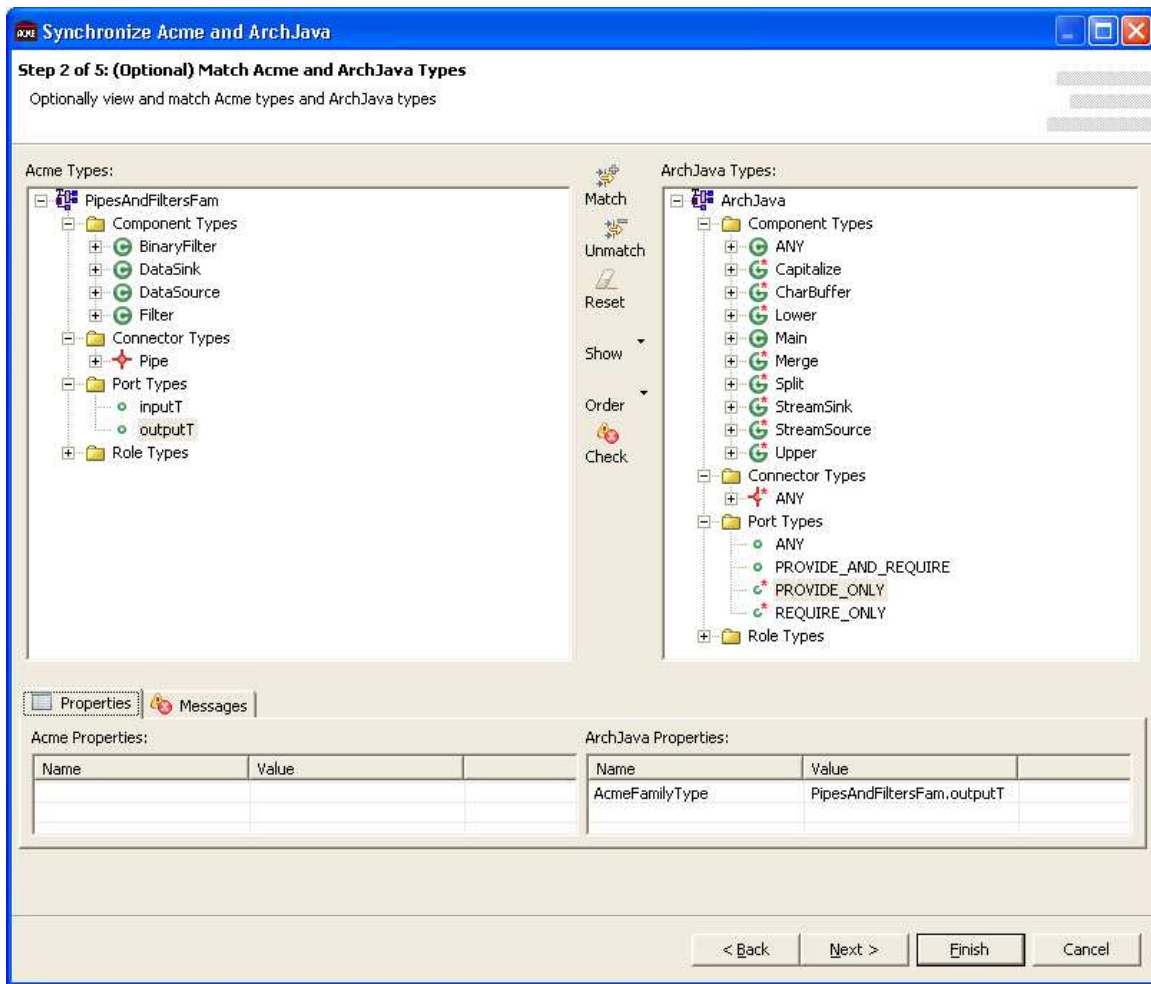 ACME Synchronize Acme and ArchJava
Step 2 of 5: (Optional) Match Acme and ArchJava Types
Optionally view and match Acme types and ArchJava types
Acme Types:
PipesAndFiltersFam
Component Types
BinaryFilter
DataSink
DataSource
Filter
Connector Types
Pipe
Port Types
inputT
outputT
Role Types
Match
Unmatch
Reset
Show
Order
Check
ArchJava Types:
ArchJava
Component Types
ANY
Capitalize
CharBuffer
Lower
Main
Merge
Split
StreamSink
StreamSource
Upper
Connector Types
ANY
Port Types
ANY
PROVIDE_AND_REQUIRE
PROVIDE_ONLY
REQUIRE_ONLY
Role Types
Properties Messages
Acme Properties:
Name Value
ArchJava Properties:
Name Value
AcmeFamilyType PipesAndFiltersFam.outputT
< Back Next > Finish Cancel